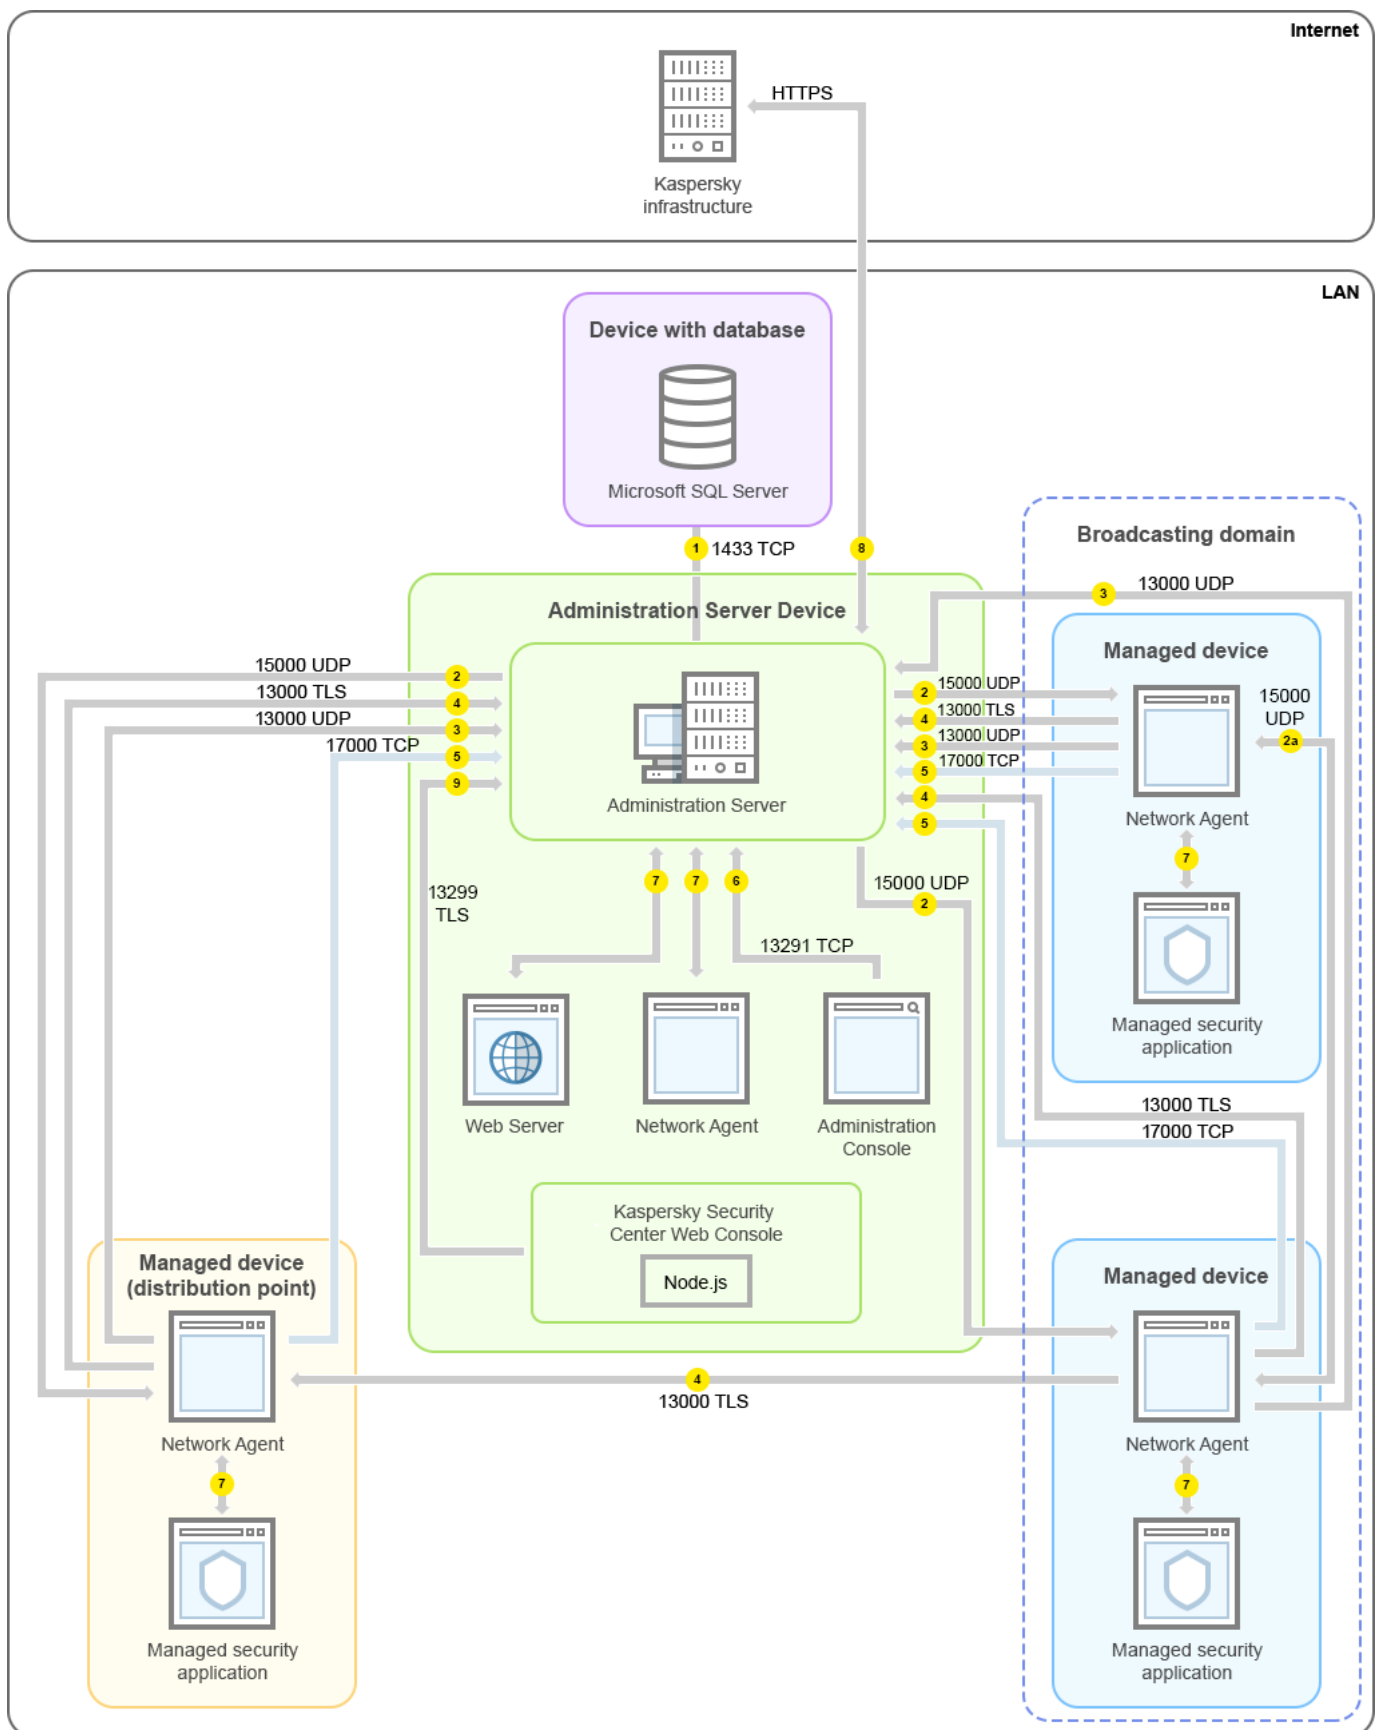 Internet
HTTPS
Kaspersky
infrastructure
LAN
Device with database
Microsoft SQL Server
1
1433 TCP
8
Broadcasting domain
13000 UDP
3
Administration Server Device
Managed device
15000 UDP
2
13000 TLS
4
13000 UDP
3
17000 TCP
5
9
Administration Server
15000 UDP
2
13000 TLS
4
13000 UDP
3
17000 TCP
5
4
5
15000
UDP
2a
Network Agent
7
Managed security
application
13299
TLS
7
7
6
15000 UDP
2
13291 TCP
Web Server
Network Agent
Administration
Console
13000 TLS
17000 TCP
Kaspersky Security
Center Web Console
Node.js
Managed device
(distribution point)
Network Agent
7
Managed security
application
4
13000 TLS
Managed device
Network Agent
7
Managed security
application